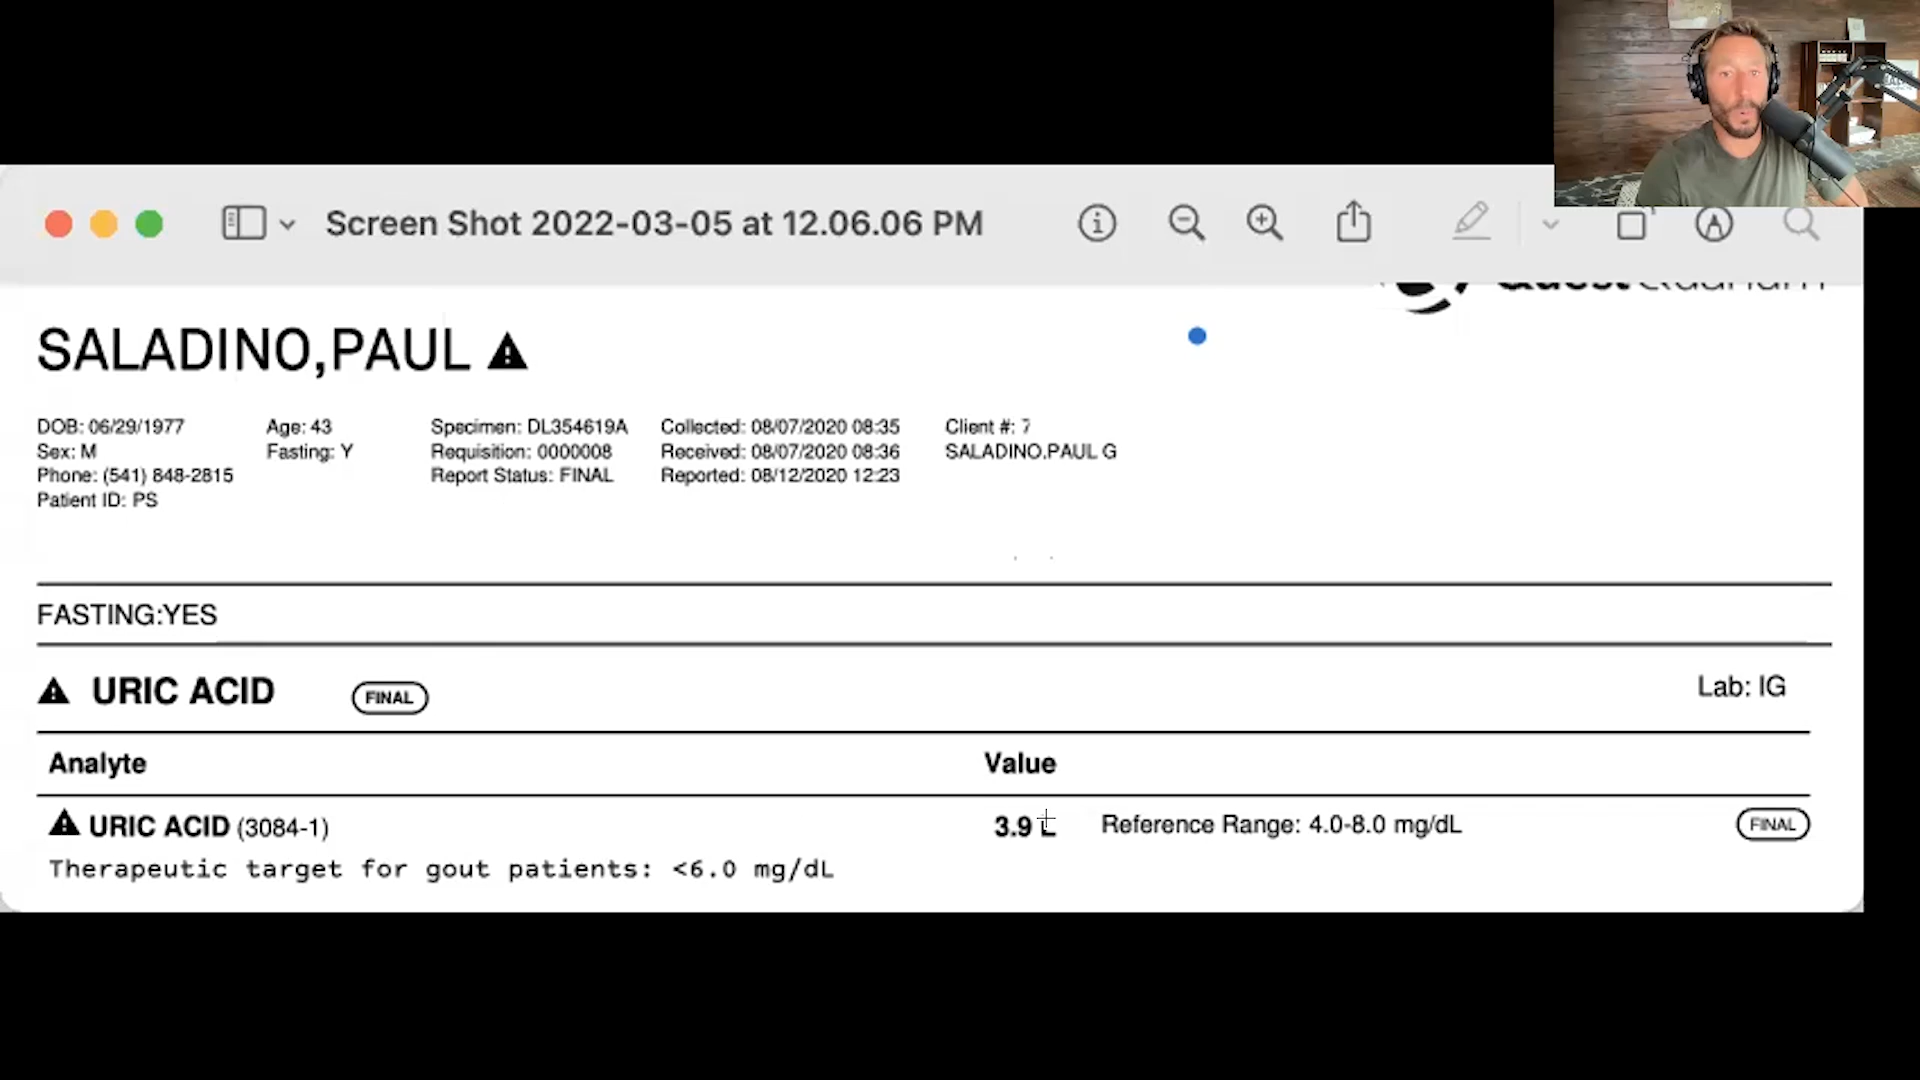 Screen Shot 2022-03-05 at 12.06.06 PM
Quest Quanum
SALADINO,PAUL
DOB: 06/29/1977 Age: 43 Specimen: DL354619A Collected: 08/07/2020 08:35 Client #: 7
Sex: M Fasting: Y Requisition: 0000008 Received: 08/07/2020 08:36 SALADINO.PAUL G
Phone: (541) 848-2815 Report Status: FINAL Reported: 08/12/2020 12:23
Patient ID: PS
FASTING:YES
URIC ACID FINAL Lab: IG
Analyte Value
URIC ACID (3084-1) 3.9 L Reference Range: 4.0-8.0 mg/dL FINAL
Therapeutic target for gout patients: <6.0 mg/dL